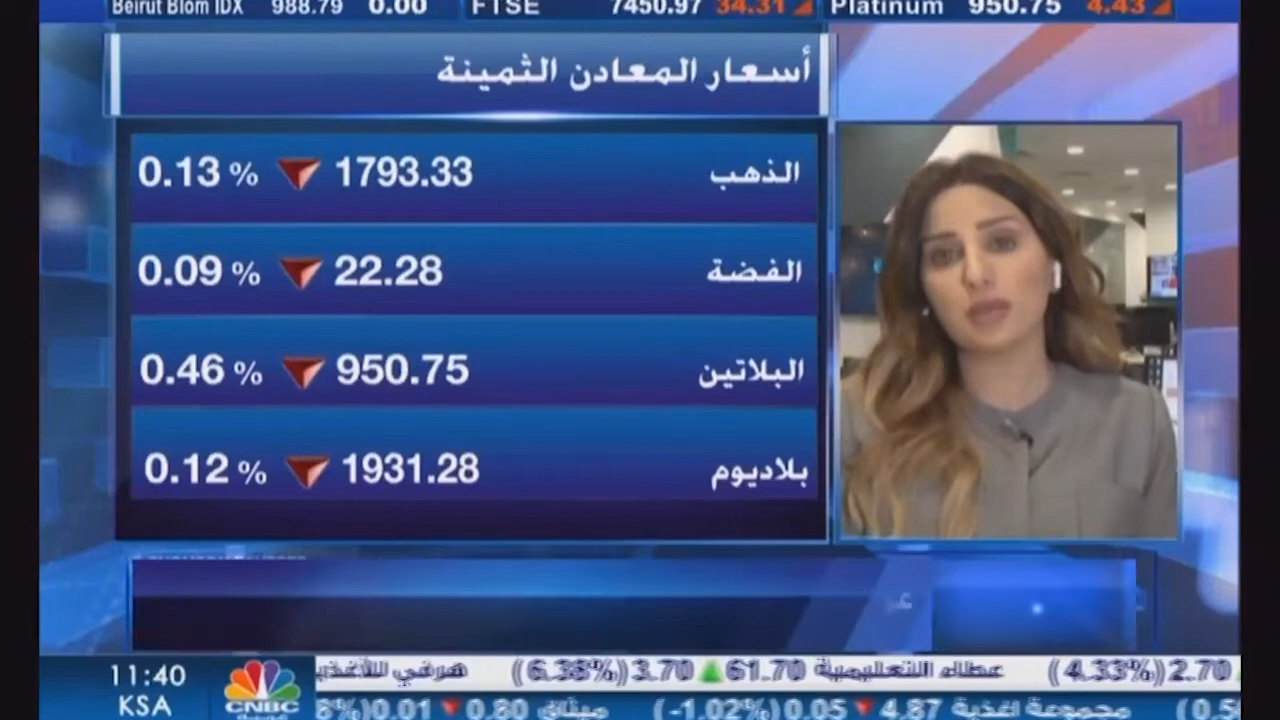 Beirut Blom IDX 988.79 0.00 FTSE 7450.97 34.31 Platinum 950.75 4.43
أسعار المعادن الثمينة
الذهب 1793.33 0.13 %
الفضة 22.28 0.09 %
البلاتين 950.75 0.46 %
بلاديوم 1931.28 0.12 %
11:40
KSA
CNBC
عربية
2.70 (4.33%) عطاء التعليمية 61.70 3.70 (6.38%) هرفي للأغذية
مجموعة اغذية 4.87 0.05 (-1.02%) ميثاق 0.80 0.01